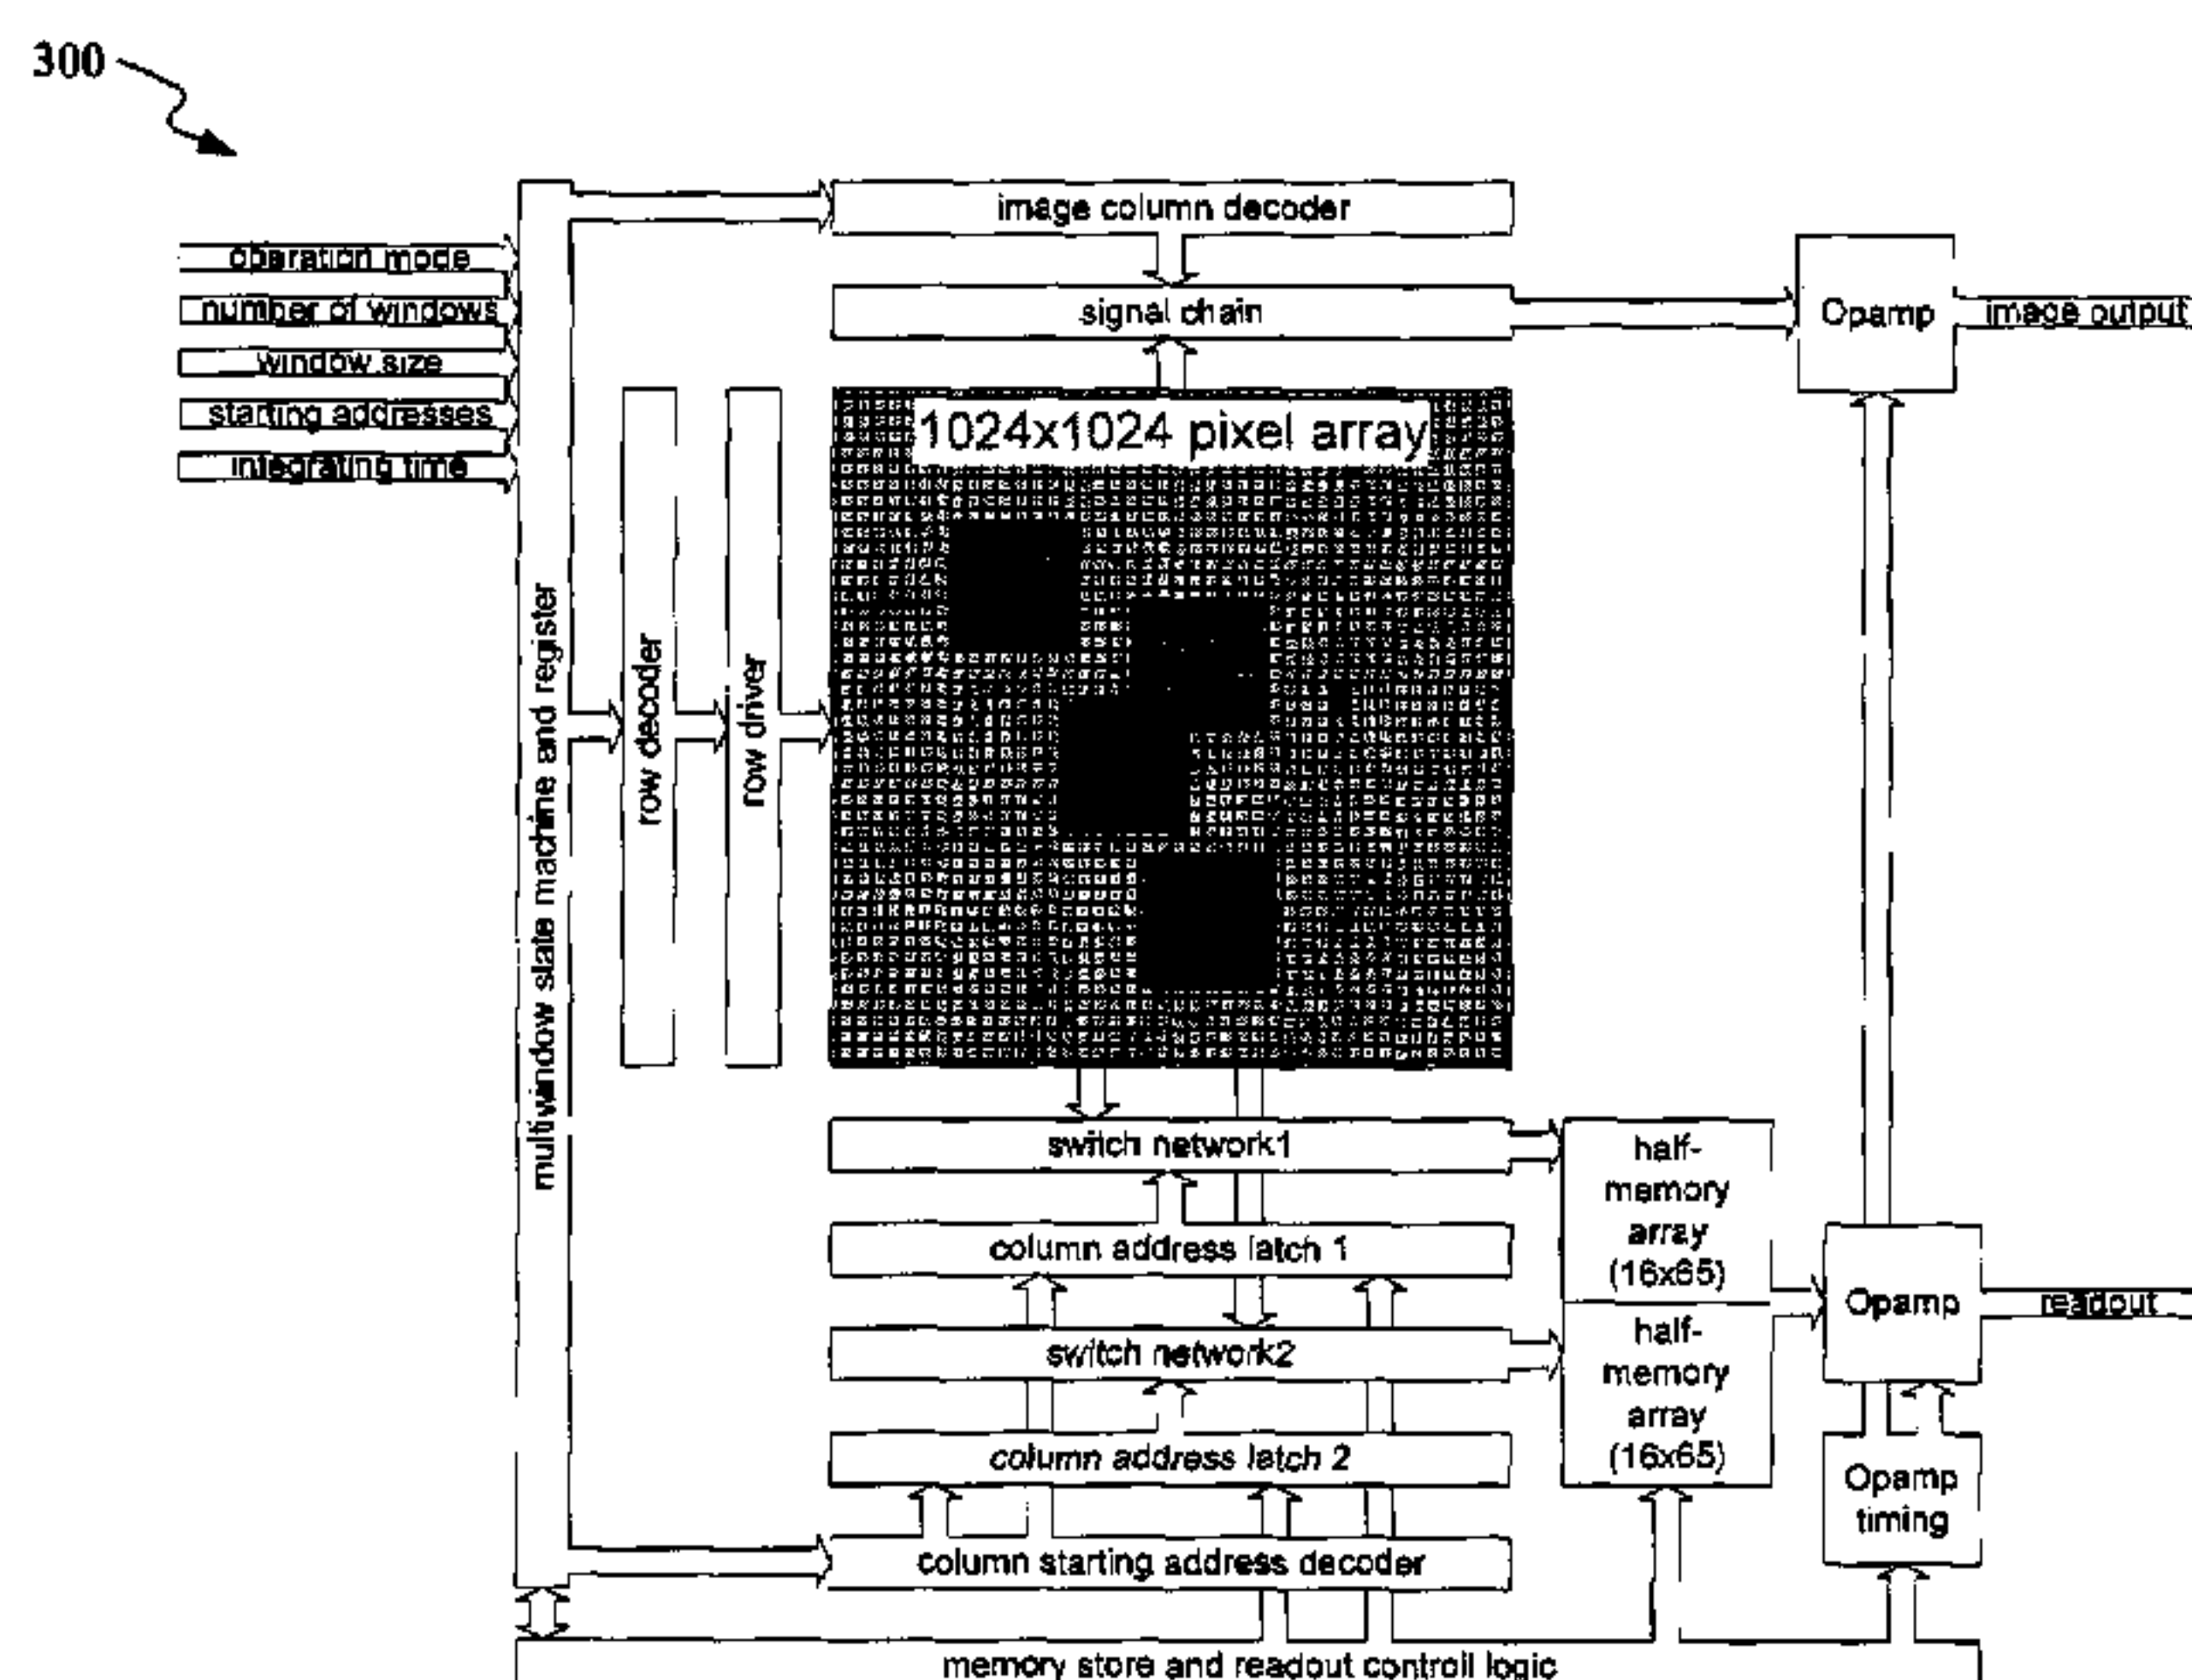 300
image column decoder
oparation mode
number of windows
window size
starting addresses
integrating time
signal chain
Opamp
image output
1024x1024 pixel array
multiwindow state machine and register
row decoder
row driver
switch network1
column address latch 1
switch network2
column address latch 2
column starting address decoder
half-
memory
array
(16x65)
half-
memory
array
(16x65)
Opamp
readout
Opamp
timing
memory store and readout controll logic